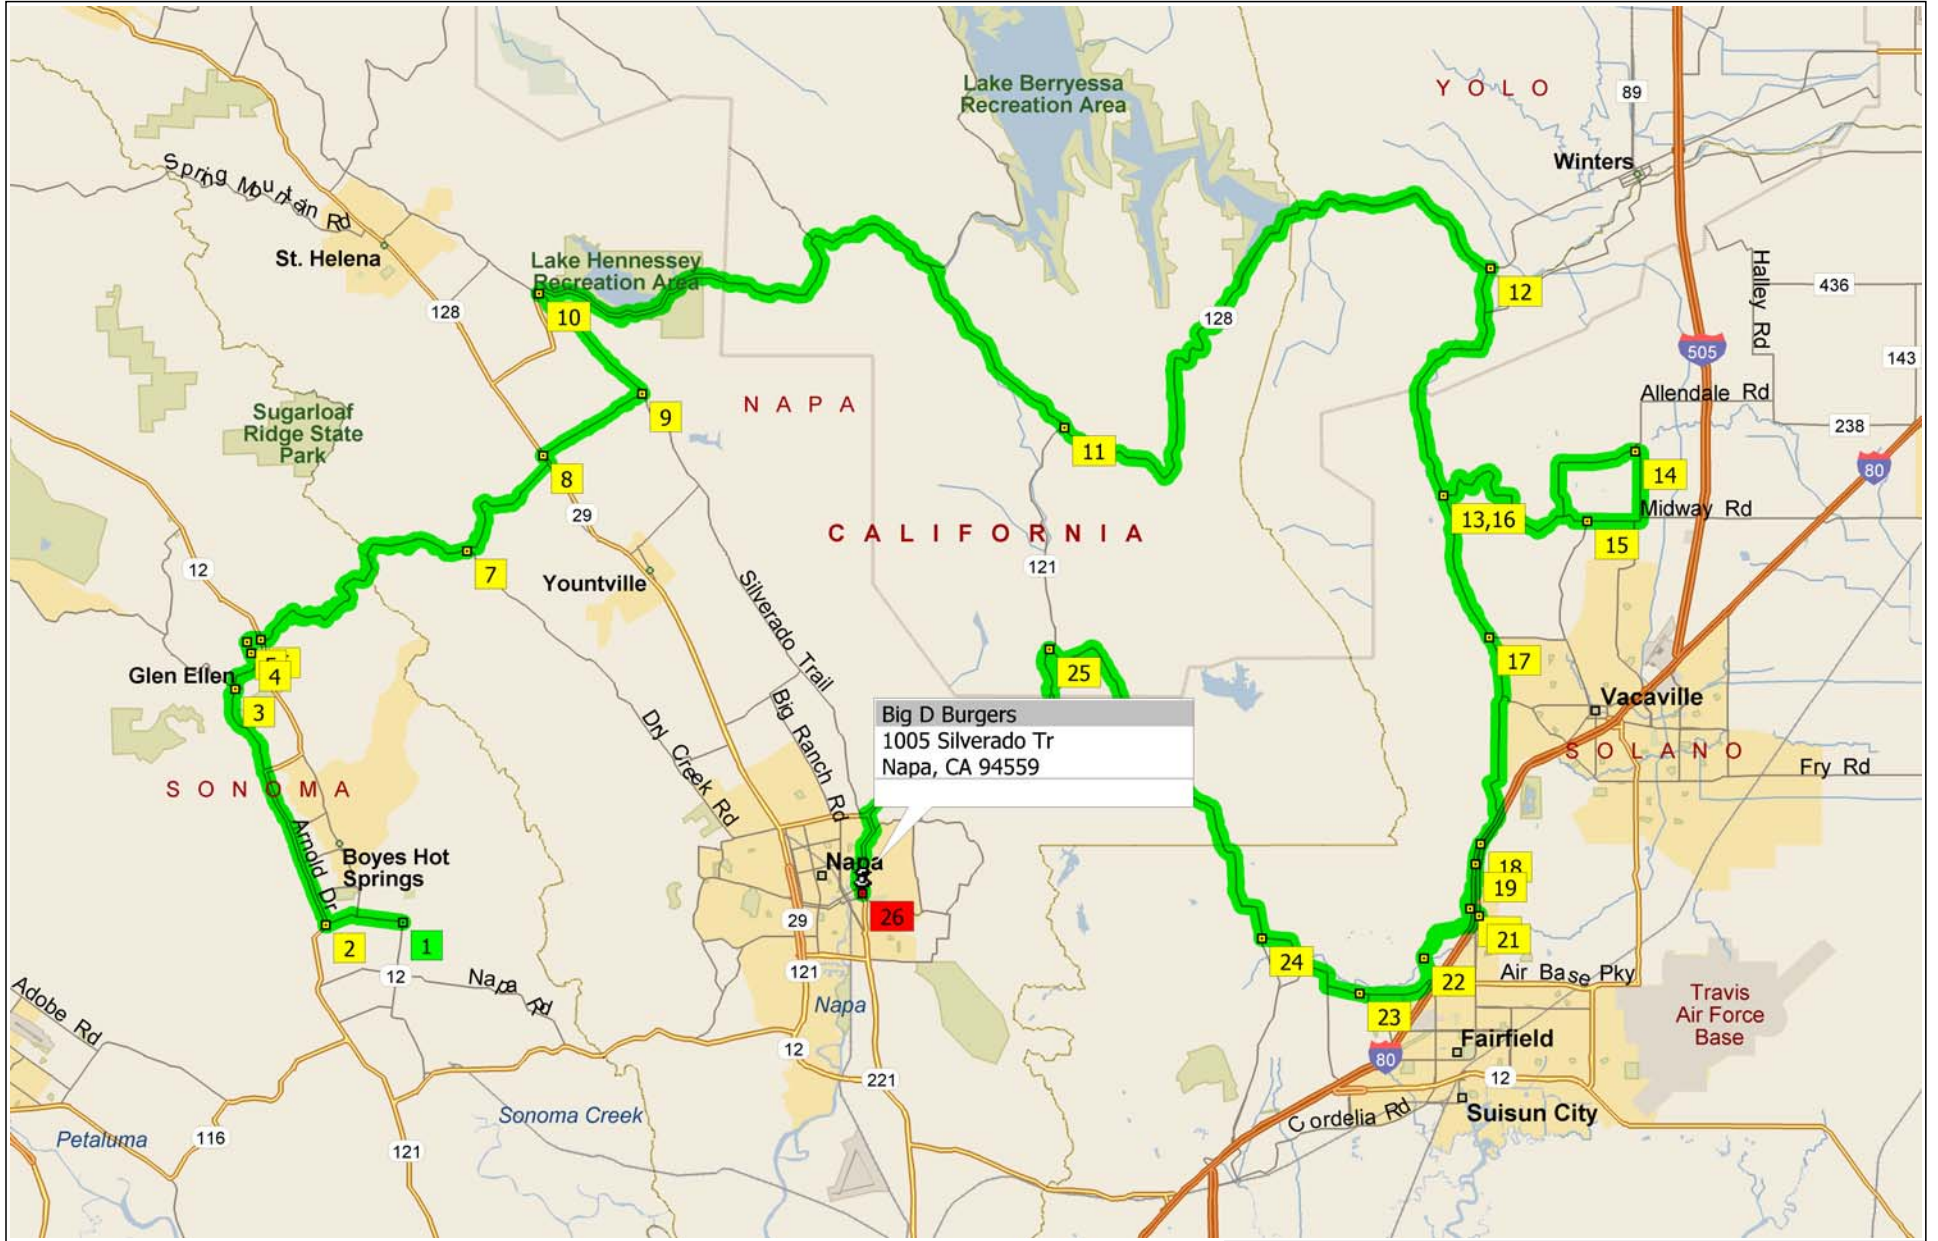 Lake Berryessa
Recreation Area
Y O L O
89
Winters
Spring Mountain Rd
St. Helena
Lake Hennessey
Recreation Area
Halley Rd
436
128
10
128
12
505
143
Allendale Rd
Sugarloaf
Ridge State
Park
N A P A
9
238
11
8
14
80
29
13,16
Midway Rd
C A L I F O R N I A
15
12
7
Yountville
121
Silverado Trail
Glen Ellen
4
25
17
3
Big Ranch Rd
Vacaville
Dry Creek Rd
Big D Burgers
1005 Silverado Tr
Napa, CA 94559
S O L A N O
Fry Rd
S O N O M A
Arnold Dr
Boyes Hot
Springs
Napa
18
19
29
26
2
1
21
24
12
Napa Rd
121
22
Air Base Pky
Adobe Rd
Napa
23
Travis
Air Force
Base
12
80
Fairfield
221
12
Sonoma Creek
Cordelia Rd
Suisun City
Petaluma
116
121